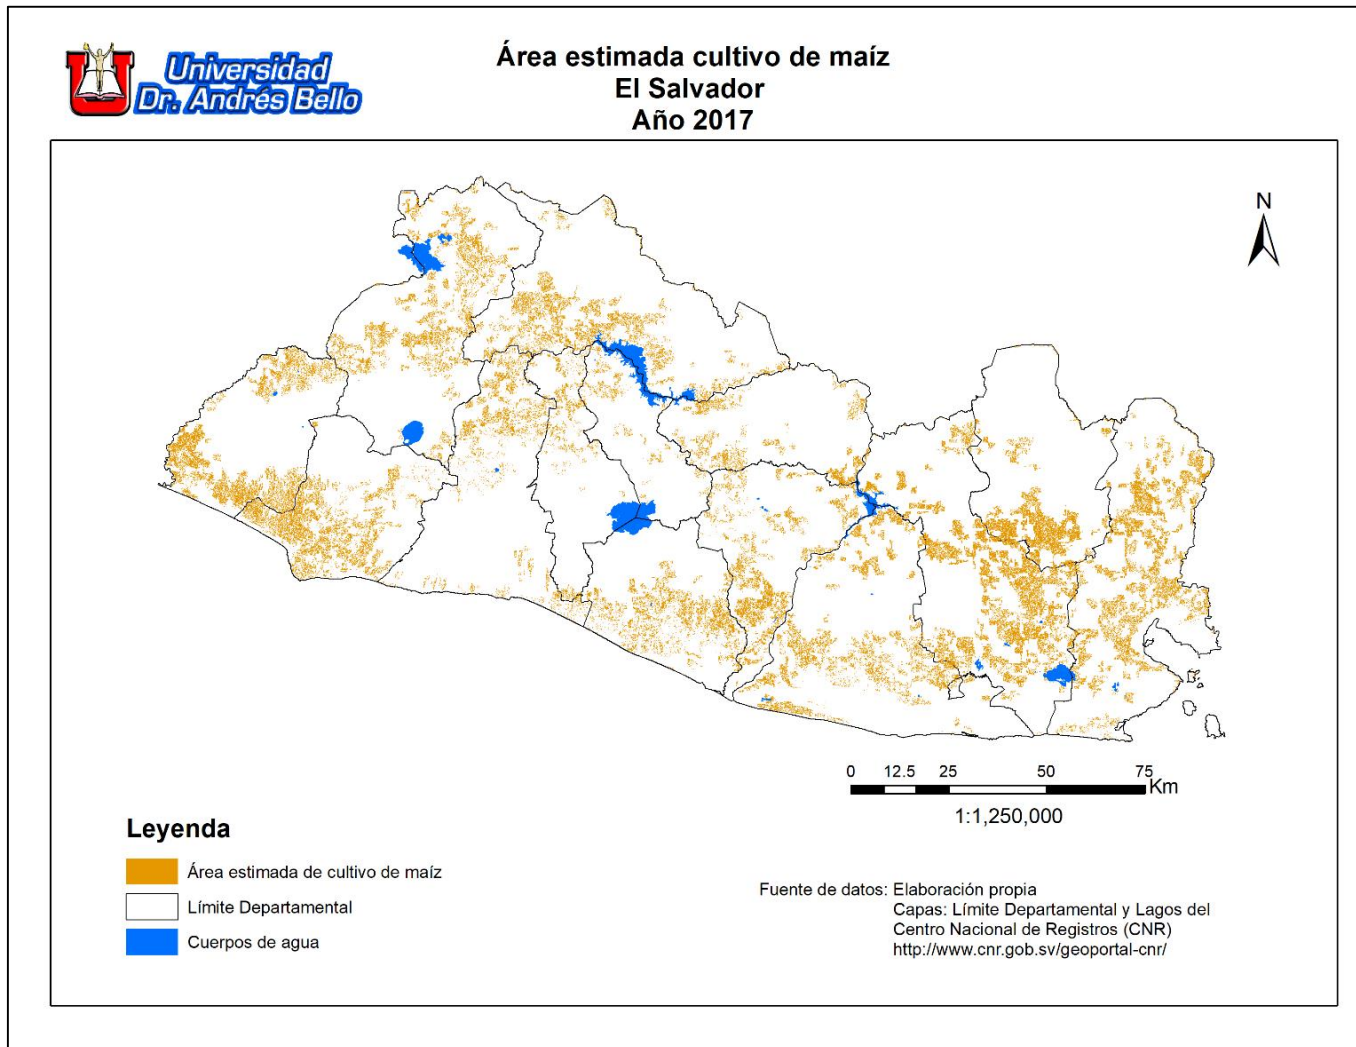 Universidad
Dr. Andrés Bello
Área estimada cultivo de maíz
El Salvador
Año 2017
N
0 12.5 25 50 75
Km
1:1,250,000
Leyenda
Área estimada de cultivo de maíz
Límite Departamental
Cuerpos de agua
Fuente de datos: Elaboración propia
Capas: Límite Departamental y Lagos del
Centro Nacional de Registros (CNR)
http://www.cnr.gob.sv/geoportal-cnr/